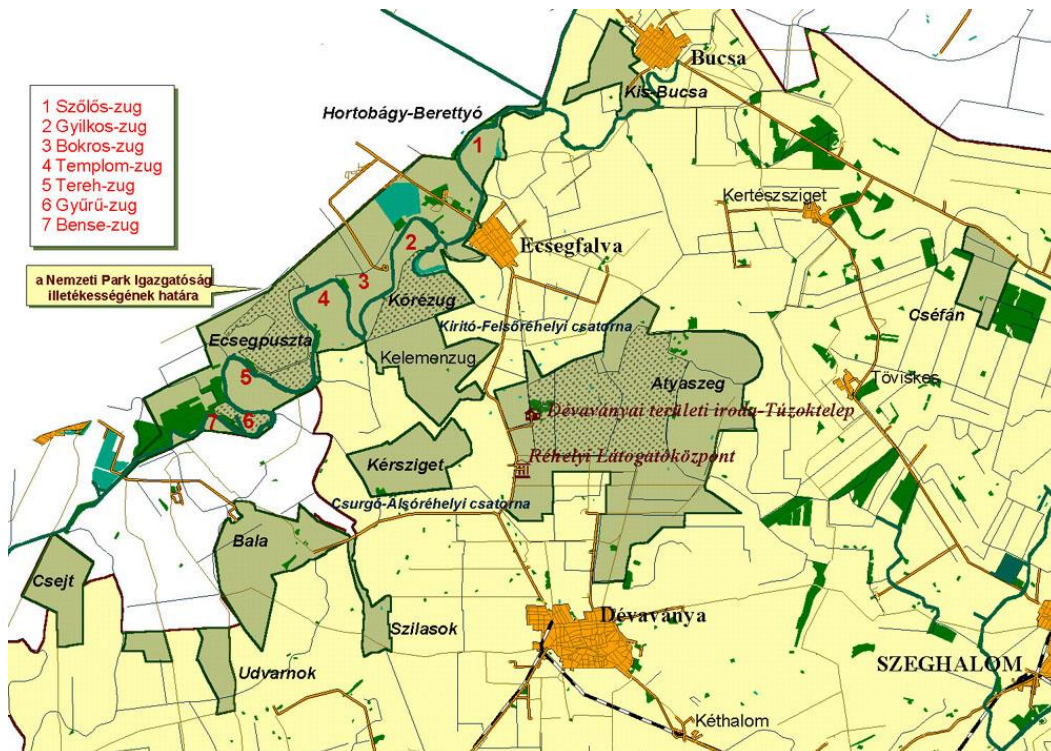 1 Szőlős-zug
2 Gyilkos-zug
3 Bokros-zug
4 Templom-zug
5 Tereh-zug
6 Gyűrű-zug
7 Bense-zug
a Nemzeti Park Igazgatóság
illetékességének határa
Bucsa
Kis-Bucsa
Hortobágy-Berettyó
1
Kertészsziget
2
Ecsegfalva
3
4
Kórézug
Cséfán
Kiritó-Felsőréhelyi csatorna
Ecsegpuszta
Kelemenzug
5
Atyaszeg
Töviskes
7
6
Dévaványai területi iroda-Túzoktelep
Réhelyi Látogatóközpont
Kérsziget
Csurgó-Alsóréhelyi csatorna
Bala
Csejt
Szilasok
Dévaványa
Udvarnok
SZEGHALOM
Kéthalom